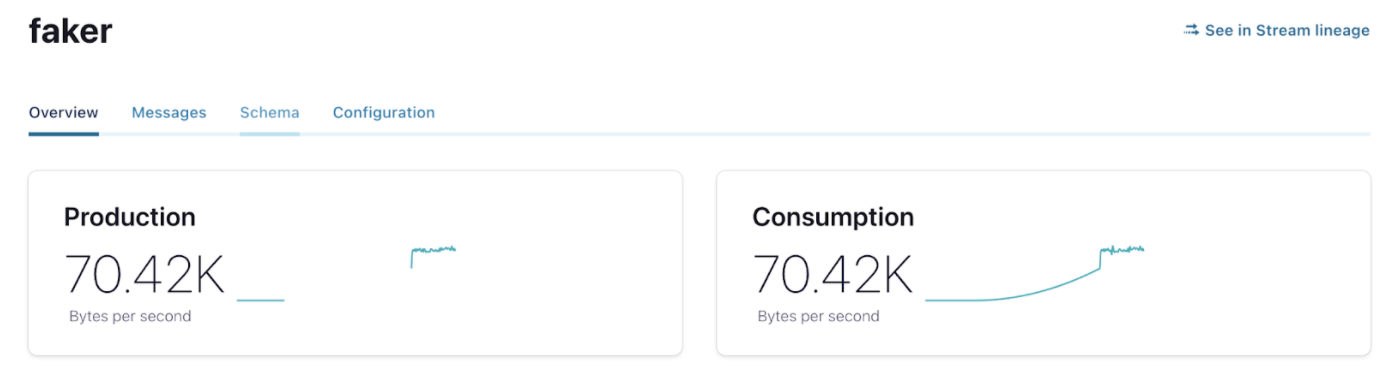 faker
See in Stream lineage
Overview Messages Schema Configuration
Production
70.42K
Bytes per second
Consumption
70.42K
Bytes per second